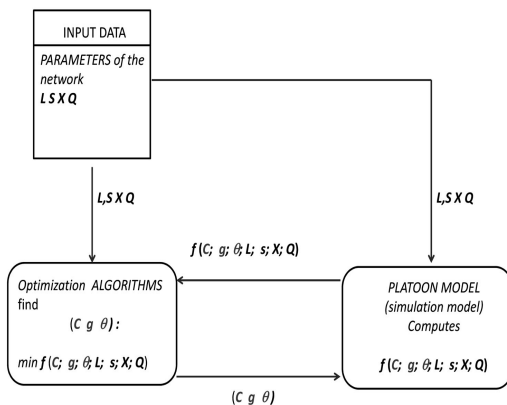 INPUT DATA
PARAMETERS of the
network
L S X Q
L,S X Q
L,S X Q
f (C; g; θ; L; s; X; Q)
Optimization ALGORITHMS
find
(C g θ) :
min f (C; g; θ; L; s; X; Q)
PLATOON MODEL
(simulation model)
Computes
f (C; g; θ; L; s; X; Q)
(C g θ)